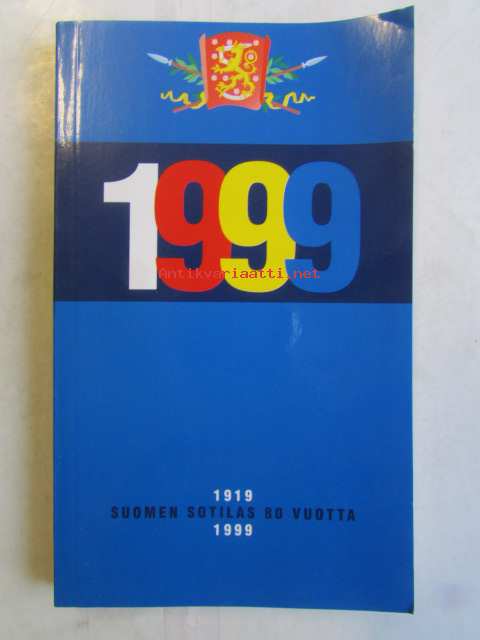 1999
Antikvariaatti.net
1919
SUOMEN SOTILAS 80 VUOTTA
1999